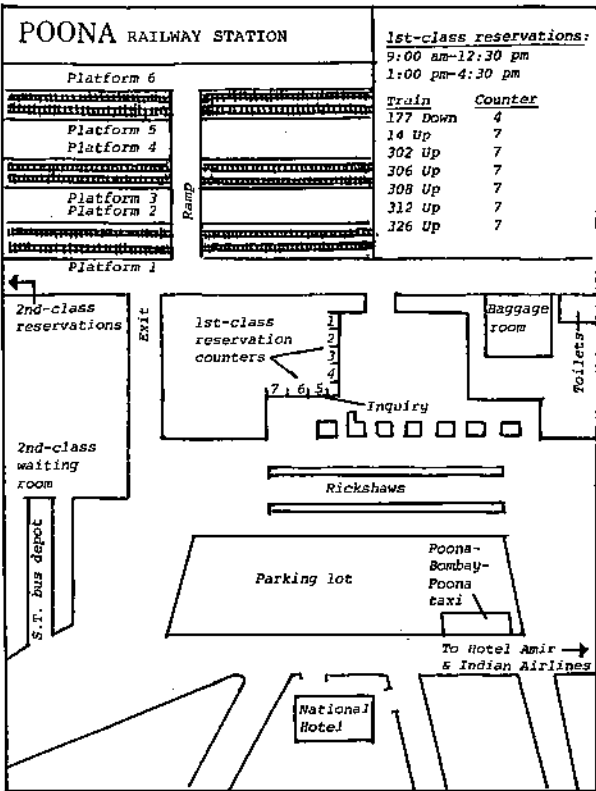 POONA RAILWAY STATION
1st-class reservations:
9:00 am-12:30 pm
1:00 pm-4:30 pm
Train Counter
177 Down 4
14 Up 7
302 Up 7
306 Up 7
308 Up 7
312 Up 7
326 Up 7
Platform 6
Platform 5
Platform 4
Platform 3
Platform 2
Platform 1
Ramp
2nd-class
reservations
Exit
1st-class
reservation
counters
1
2
3
4
7 6 5
Inquiry
Baggage
room
Toilets
2nd-class
waiting
room
Rickshaws
S.T. bus depot
Parking lot
Poona-
Bombay-
Poona
taxi
To Hotel Amir
& Indian Airlines
National
Hotel